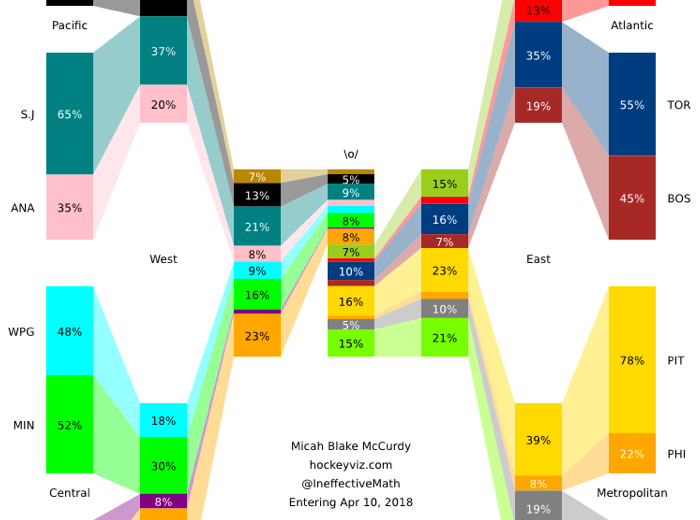 13%
Pacific
Atlantic
37%
35%
S.J
65%
55%
TOR
20%
19%
\o/
7%
5%
15%
13%
9%
ANA
35%
21%
8%
16%
45%
BOS
8%
8%
7%
7%
West
9%
10%
23%
East
16%
16%
10%
WPG
48%
23%
5%
15%
21%
78%
PIT
18%
MIN
52%
30%
39%
Micah Blake McCurdy
hockeyviz.com
@IneffectiveMath
Entering Apr 10, 2018
22%
PHI
8%
8%
Central
Metropolitan
19%